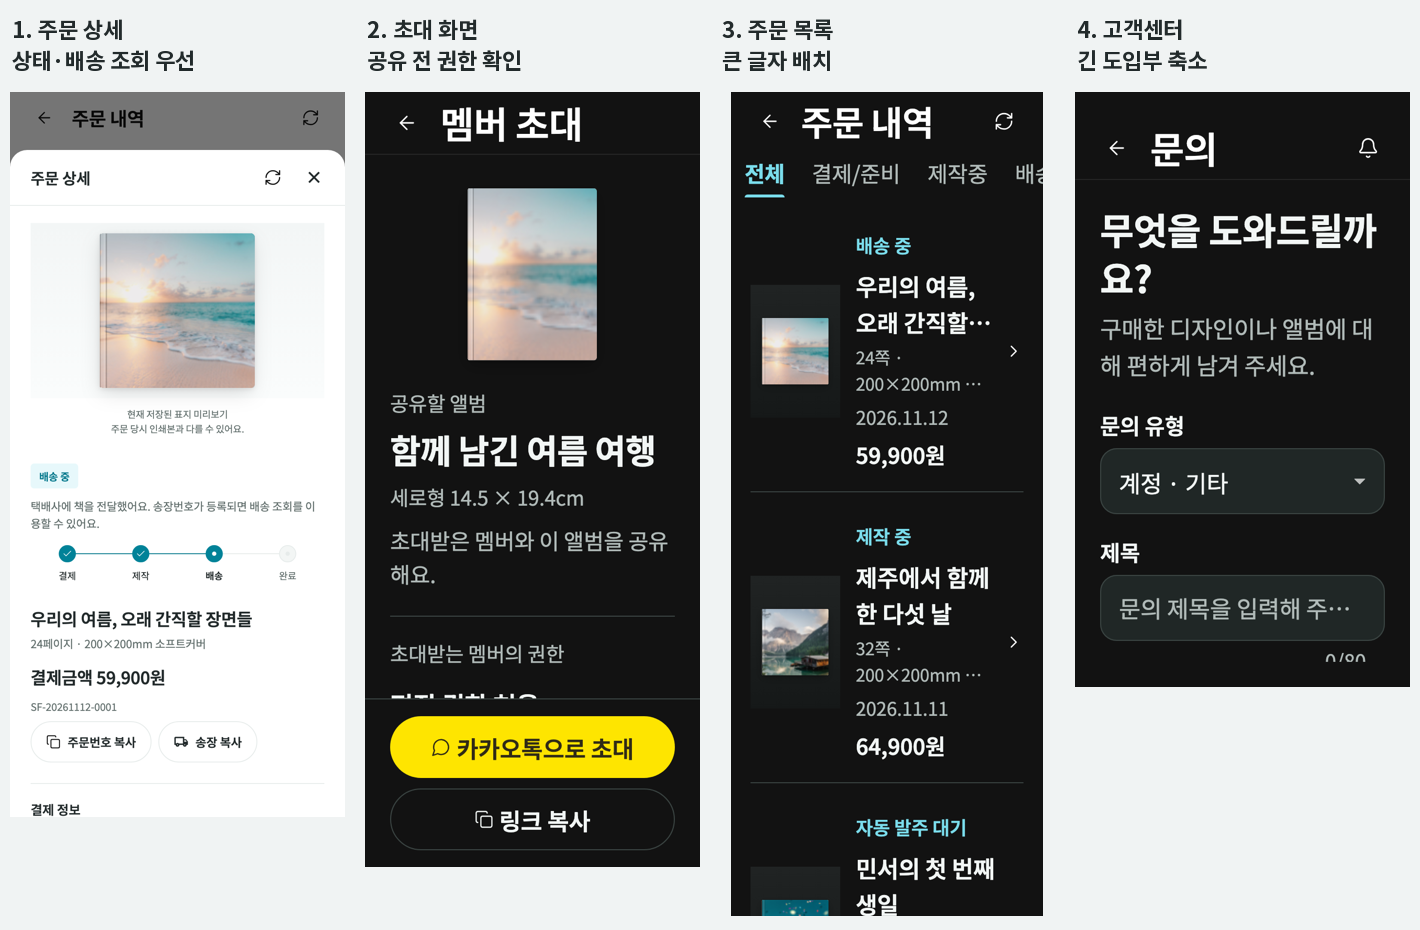 1. 주문 상세
상태·배송 조회 우선
주문 내역
주문 상세
현재 저장된 표지 미리보기
주문 당시 인쇄본과 다를 수 있어요.
배송 중
택배사에 책을 전달했어요. 송장번호가 등록되면 배송 조회를 이
용할 수 있어요.
결제 제작 배송 완료
우리의 여름, 오래 간직할 장면들
24페이지 · 200×200mm 소프트커버
결제금액 59,900원
SF-20261112-0001
주문번호 복사 송장 복사
결제 정보
2. 초대 화면
공유 전 권한 확인
멤버 초대
공유할 앨범
함께 남긴 여름 여행
세로형 14.5 × 19.4cm
초대받은 멤버와 이 앨범을 공유
해요.
초대받는 멤버의 권한
카카오톡으로 초대
링크 복사
3. 주문 목록
큰 글자 배치
주문 내역
전체 결제/준비 제작중 배송
배송 중
우리의 여름,
오래 간직할…
24쪽 ·
200×200mm …
2026.11.12
59,900원
제작 중
제주에서 함께
한 다섯 날
32쪽 ·
200×200mm …
2026.11.11
64,900원
자동 발주 대기
민서의 첫 번째
생일
4. 고객센터
긴 도입부 축소
문의
무엇을 도와드릴까
요?
구매한 디자인이나 앨범에 대
해 편하게 남겨 주세요.
문의 유형
계정 · 기타
제목
문의 제목을 입력해 주…
0/80